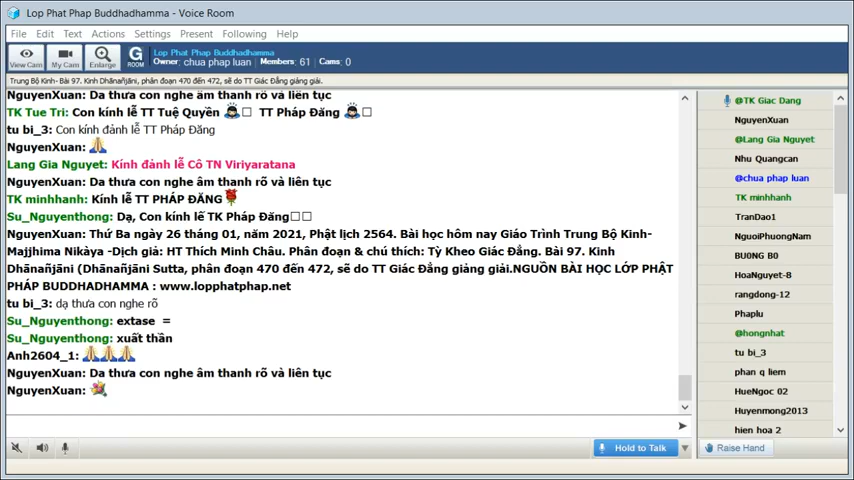 Lop Phat Phap Buddhadhamma - Voice Room
File Edit Text Actions Settings Present Following Help
View Cam My Cam Enlarge G ROOM
Lop Phat Phap Buddhadhamma
Owner: chua phap luan Members: 61 Cams: 0
Trung Bộ Kinh- Bài 97. Kinh Dhānañjāni, phân đoạn 470 đến 472, sẽ do TT Giác Đẳng giảng giải.
NguyenXuan: Da thưa con nghe âm thanh rõ và liên tục
TK Tue Tri: Con kính lễ TT Tuệ Quyền TT Pháp Đăng
tu bi_3: Con kính đảnh lễ TT Pháp Đăng
NguyenXuan:
Lang Gia Nguyet: Kính đảnh lễ Cô TN Viriyaratana
NguyenXuan: Da thưa con nghe âm thanh rõ và liên tục
TK minhhanh: Kính lễ TT PHÁP ĐĂNG
Su_Nguyenthong: Dạ, Con kính lễ TK Pháp Đăng
NguyenXuan: Thứ Ba ngày 26 tháng 01, năm 2021, Phật lịch 2564. Bài học hôm nay Giáo Trình Trung Bộ Kinh-
Majjhima Nikàya -Dịch giả: HT Thích Minh Châu. Phân đoạn & chú thích: Tỳ Kheo Giác Đẳng. Bài 97. Kinh
Dhānañjāni (Dhānañjāni Sutta, phân đoạn 470 đến 472, sẽ do TT Giác Đẳng giảng giải.NGUỒN BÀI HỌC LỚP PHẬT
PHÁP BUDDHADHAMMA : www.lopphatphap.net
tu bi_3: dạ thưa con nghe rõ
Su_Nguyenthong: extase =
Su_Nguyenthong: xuất thần
Anh2604_1:
NguyenXuan: Da thưa con nghe âm thanh rõ và liên tục
NguyenXuan:
Hold to Talk
@TK Giac Dang
NguyenXuan
@Lang Gia Nguyet
Nhu Quangcan
@chua phap luan
TK minhhanh
TranDao1
NguoiPhuongNam
BU0NG B0
HoaNguyet-8
rangdong-12
Phaplu
@hongnhat
tu bi_3
phan q liem
HueNgoc 02
Huyenmong2013
hien hoa 2
Raise Hand